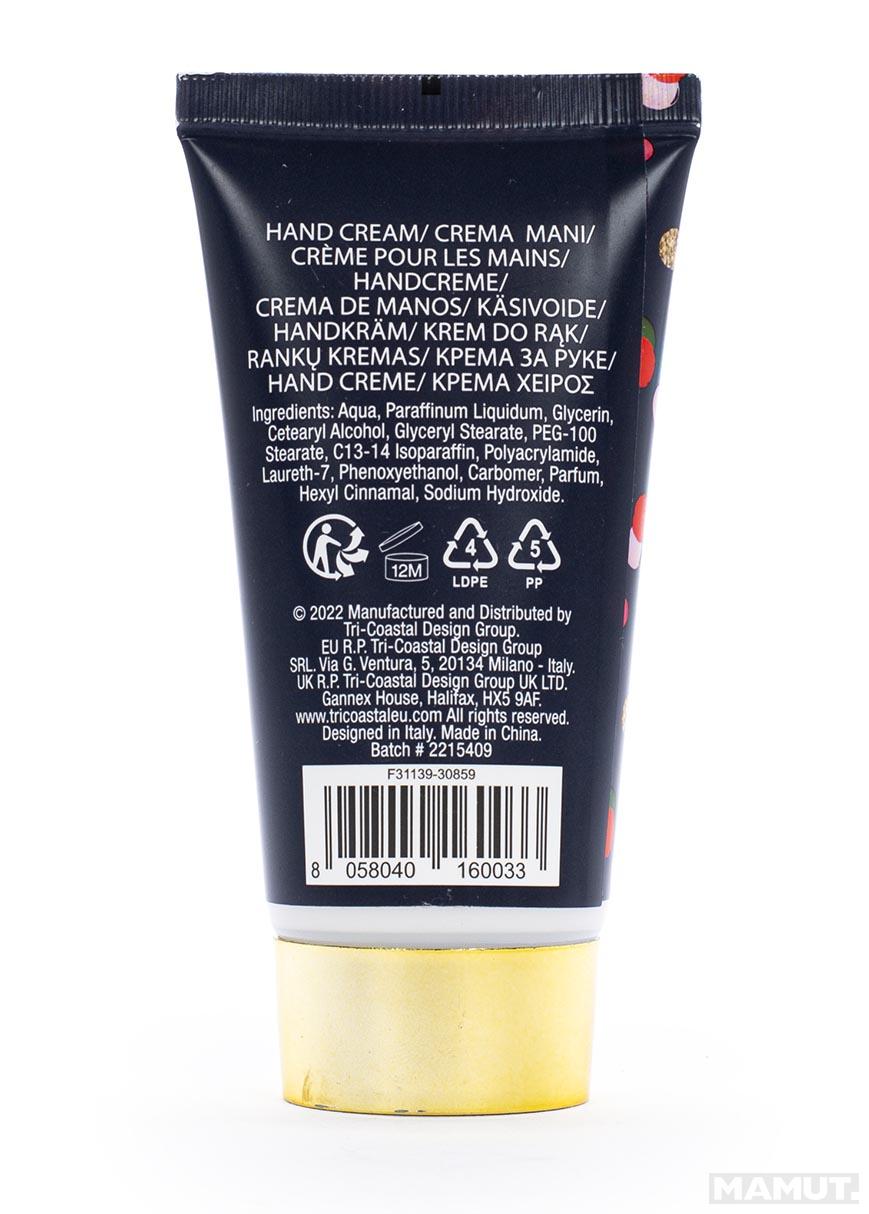 HAND CREAM/ CREMA MANI/
CRÈME POUR LES MAINS/
HANDCREME/
CREMA DE MANOS/ KÄSIVOIDE/
HANDKRÄM/ KREM DO RĄK/
RANKŲ KREMAS/ КРЕМА ЗА РУКЕ/
HAND CREME/ ΚΡΕΜΑ ΧΕΙΡΟΣ
Ingredients: Aqua, Paraffinum Liquidum, Glycerin,
Cetearyl Alcohol, Glyceryl Stearate, PEG-100
Stearate, C13-14 Isoparaffin, Polyacrylamide,
Laureth-7, Phenoxyethanol, Carbomer, Parfum,
Hexyl Cinnamal, Sodium Hydroxide.
12M
4
LDPE
5
PP
© 2022 Manufactured and Distributed by
Tri-Coastal Design Group.
EU R.P. Tri-Coastal Design Group
SRL. Via G. Ventura, 5, 20134 Milano - Italy.
UK R.P. Tri-Coastal Design Group UK LTD.
Gannex House, Halifax, HX5 9AF.
www.tricoastaleu.com All rights reserved.
Designed in Italy. Made in China.
Batch # 2215409
F31139-30859
8 058040 160033
MAMUT.